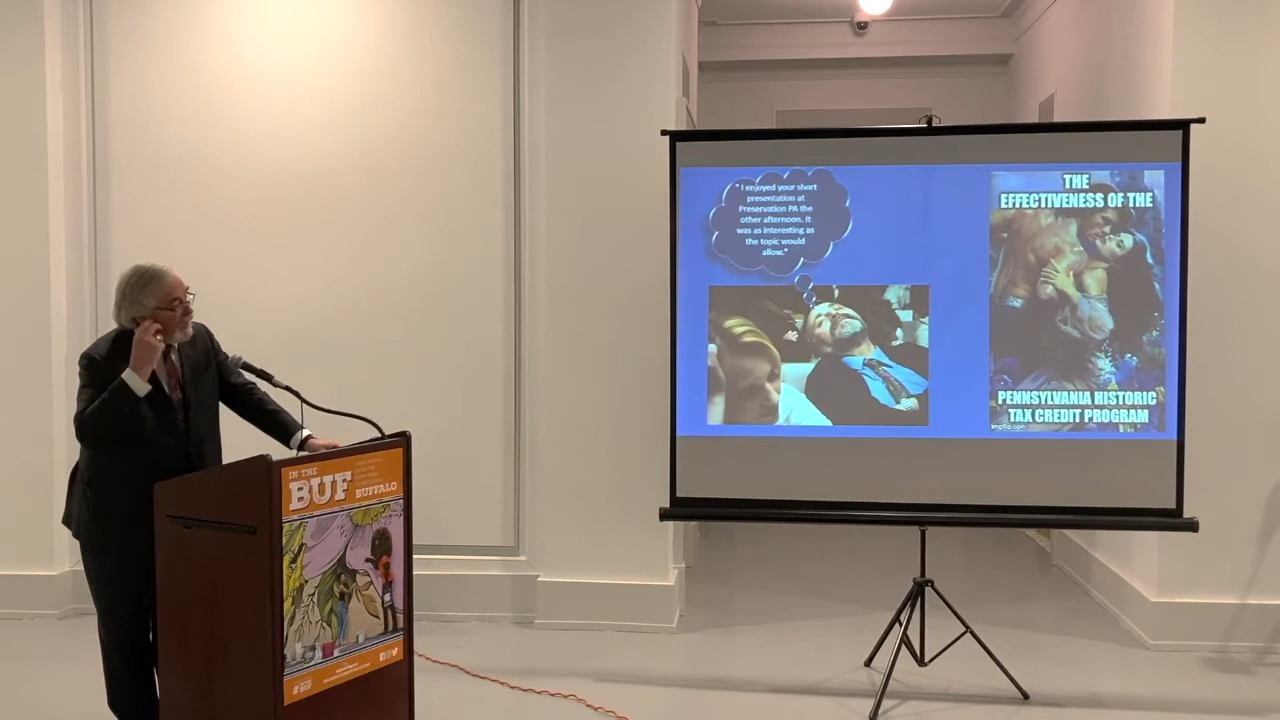 " I enjoyed your short
presentation at
Preservation PA the
other afternoon. It
was as interesting as
the topic would
allow."
THE
EFFECTIVENESS OF THE
PENNSYLVANIA HISTORIC
TAX CREDIT PROGRAM
imgflip.com
IN THE
BUF
BUFFALO